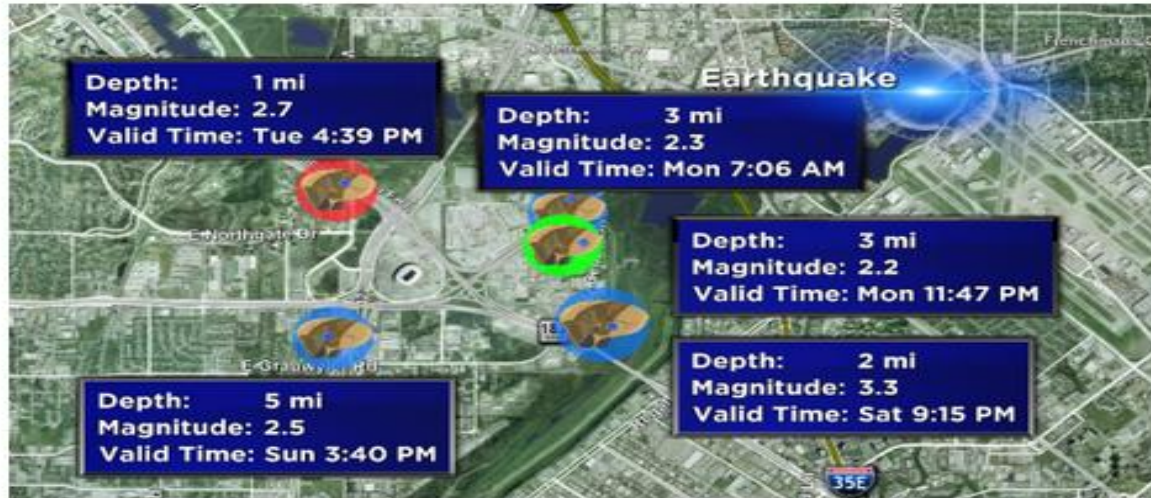 Earthquake
Depth: 1 mi
Magnitude: 2.7
Valid Time: Tue 4:39 PM
Depth: 3 mi
Magnitude: 2.3
Valid Time: Mon 7:06 AM
E Northgate Dr
Depth: 3 mi
Magnitude: 2.2
Valid Time: Mon 11:47 PM
Depth: 2 mi
Magnitude: 3.3
Valid Time: Sat 9:15 PM
Depth: 5 mi
Magnitude: 2.5
Valid Time: Sun 3:40 PM
35E